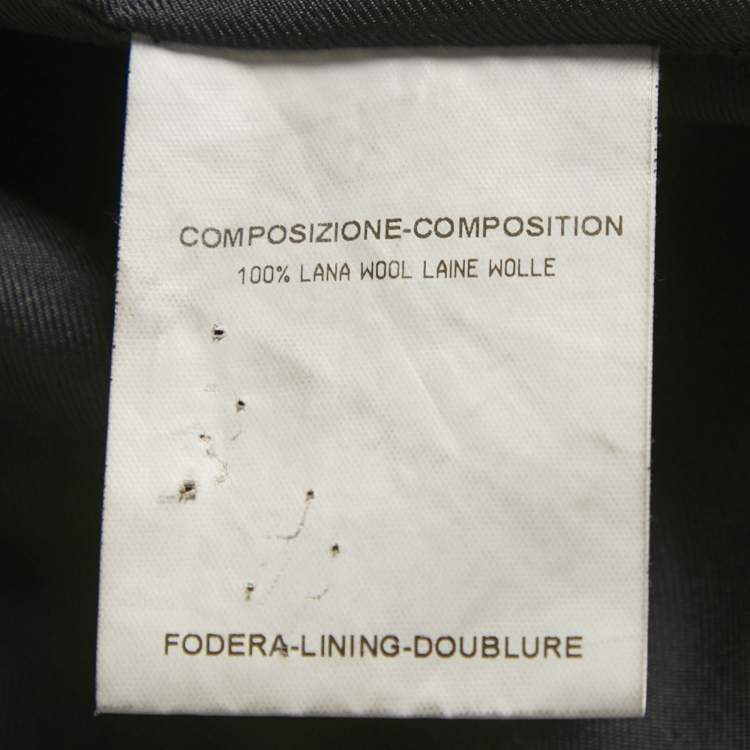 COMPOSIZIONE-COMPOSITION
100% LANA WOOL LAINE WOLLE
FODERA-LINING-DOUBLURE